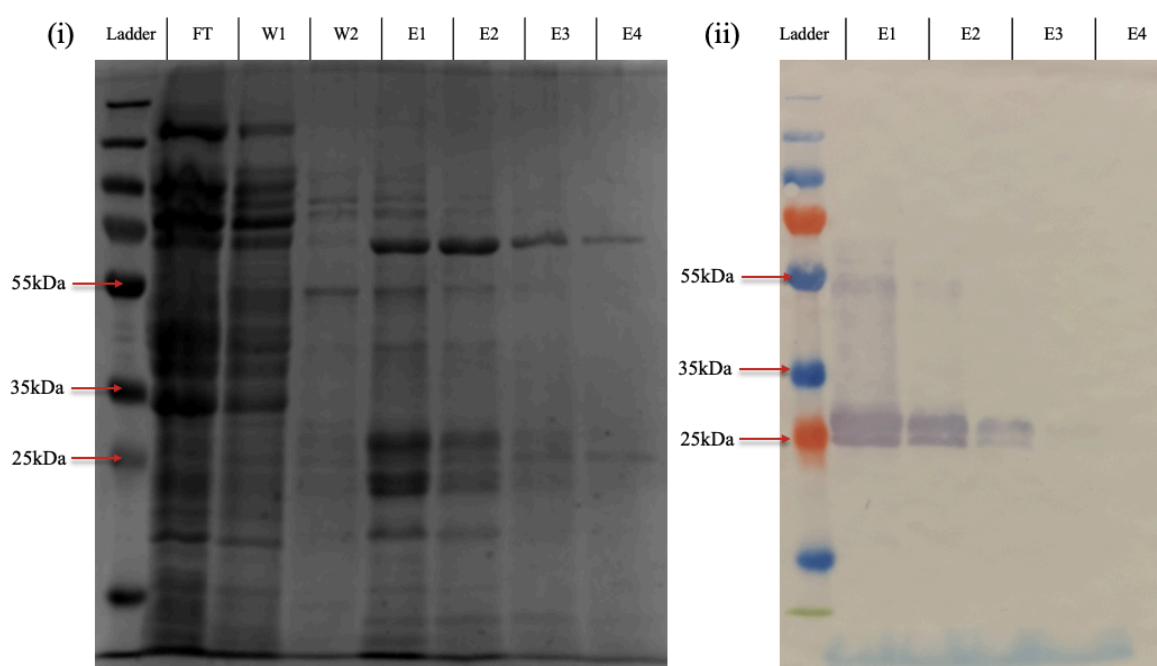 (i) Ladder FT W1 W2 E1 E2 E3 E4
55kDa
35kDa
25kDa
(ii) Ladder E1 E2 E3 E4
55kDa
35kDa
25kDa